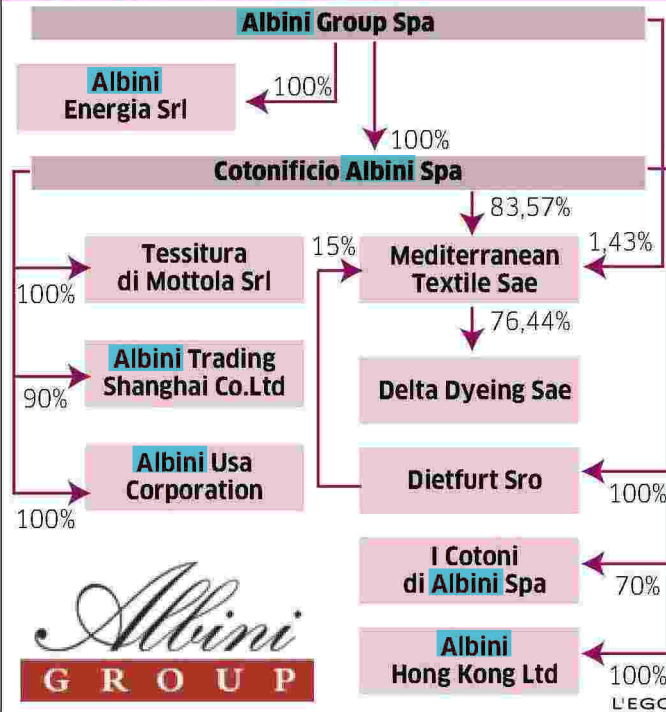 Albini Group Spa
Albini
Energia Srl
100%
100%
Cotonificio Albini Spa
83,57%
Tessitura
di Mottola Srl
100%
15%
Mediterranean
Textile Sae
1,43%
76,44%
Albini Trading
Shanghai Co.Ltd
90%
Delta Dyeing Sae
Albini Usa
Corporation
100%
Dietfurt Sro
100%
I Cotoni
di Albini Spa
70%
Albini
Hong Kong Ltd
100%
Albini
GROUP
L'EGO